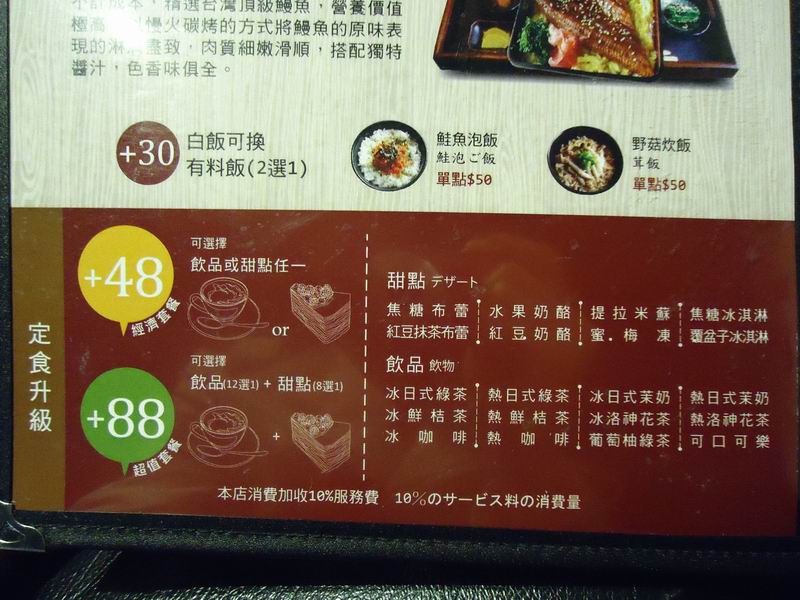 不計成本，精選台灣頂級鰻魚，營養價值
極高 慢火碳烤的方式將鰻魚的原味表
現的淋漓盡致，肉質細嫩滑順，搭配獨特
醬汁，色香味俱全。
+30
白飯可換
有料飯(2選1)
鮭魚泡飯
鮭泡ご飯
單點$50
野菇炊飯
茸飯
單點$50
定食升級
+48
經濟套餐
可選擇
飲品或甜點任一
or
+88
超值套餐
可選擇
飲品(12選1) + 甜點(8選1)
+
甜點 デザート
焦糖布蕾 水果奶酪 提拉米蘇 焦糖冰淇淋
紅豆抹茶布蕾 紅豆奶酪 蜜.梅凍 覆盆子冰淇淋
飲品 飲物
冰日式綠茶 熱日式綠茶 冰日式茉奶 熱日式茉奶
冰鮮桔茶 熱鮮桔茶 冰洛神花茶 熱洛神花茶
冰咖啡 熱咖啡 葡萄柚綠茶 可口可樂
本店消費加收10%服務費 10%のサービス料の消費量